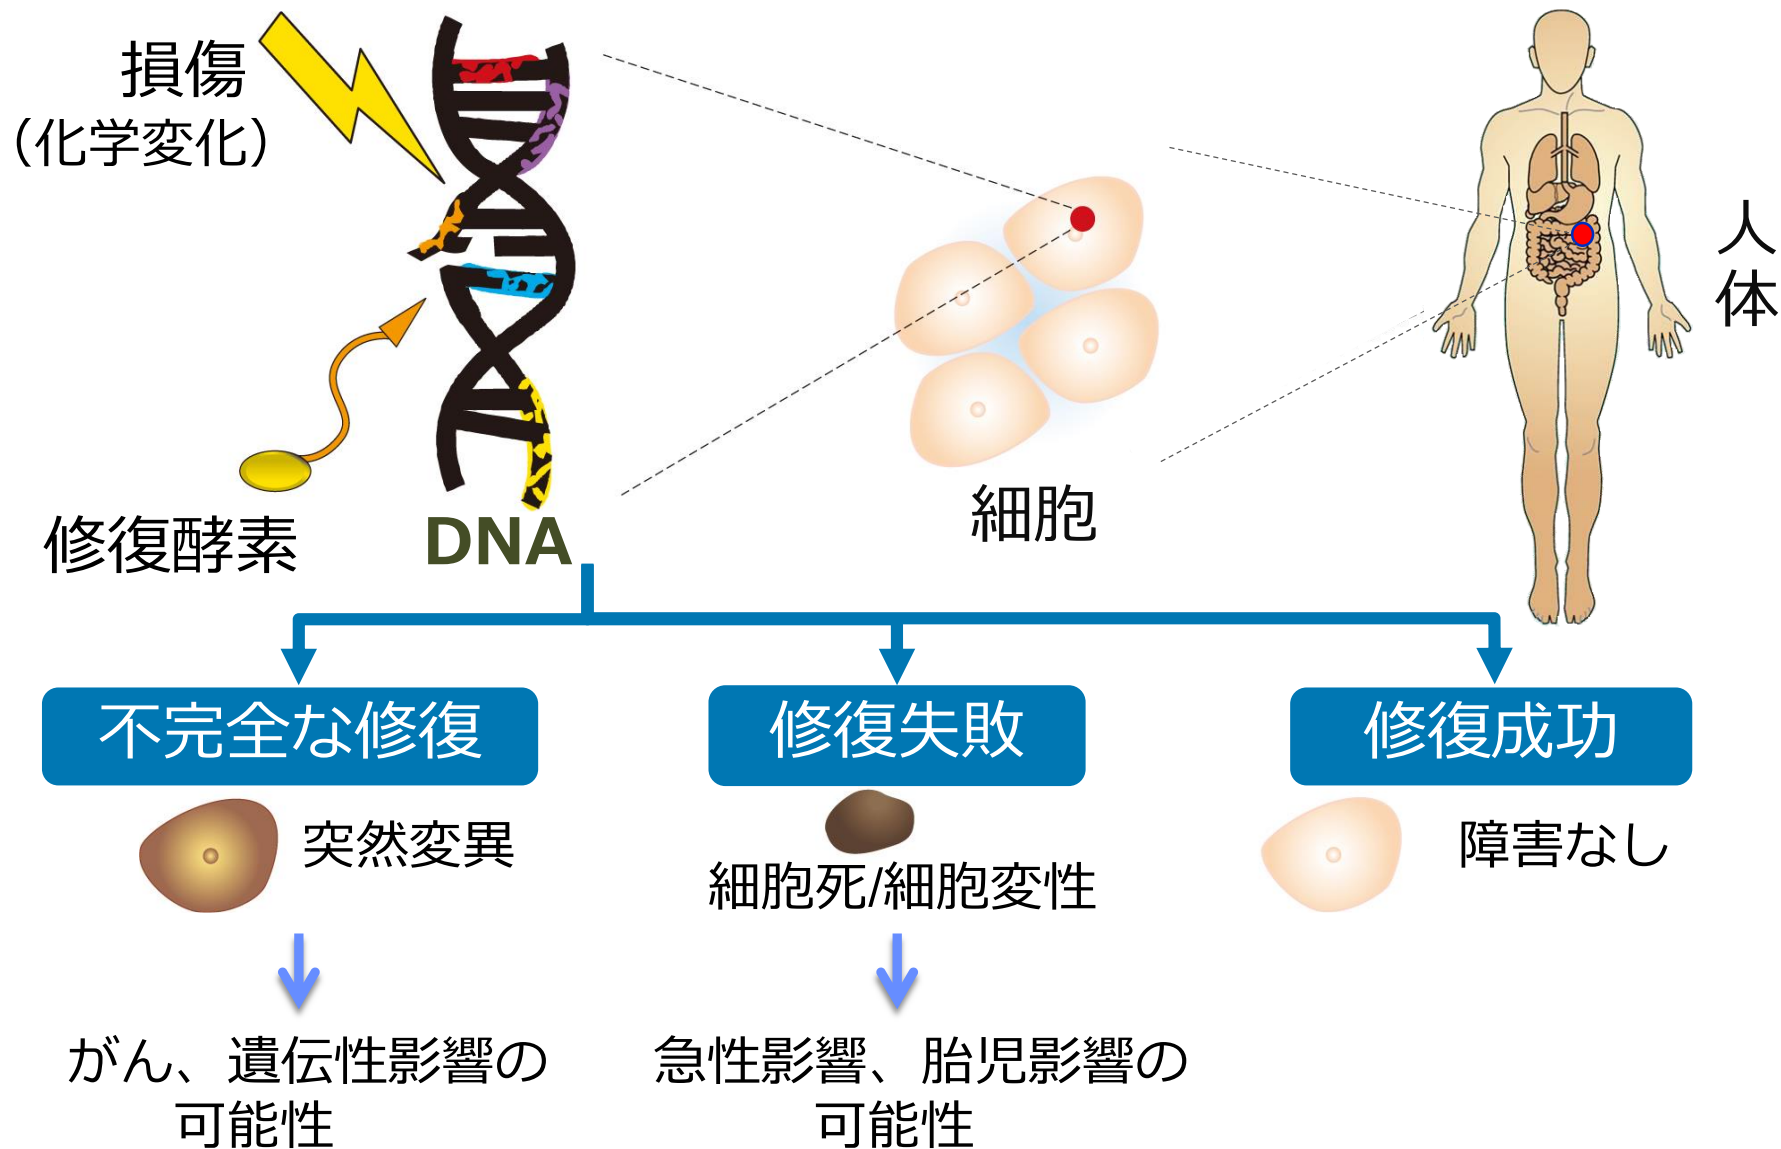 損傷
（化学変化）
人体
修復酵素
DNA
細胞
不完全な修復
修復失敗
修復成功
突然変異
細胞死/細胞変性
障害なし
がん、遺伝性影響の
可能性
急性影響、胎児影響の
可能性